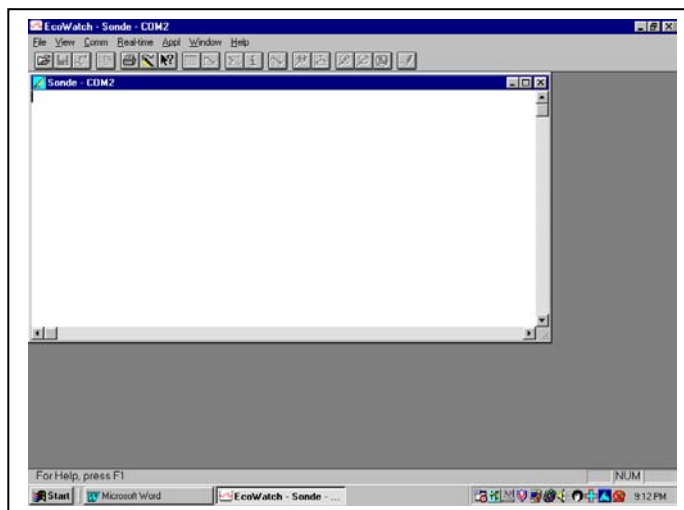 EcoWatch - Sonde - COM2
File View Comm Real-time Appl Window Help
Sonde - COM2
For Help, press F1
NUM
Start Microsoft Word EcoWatch - Sonde - ... 9:12 PM